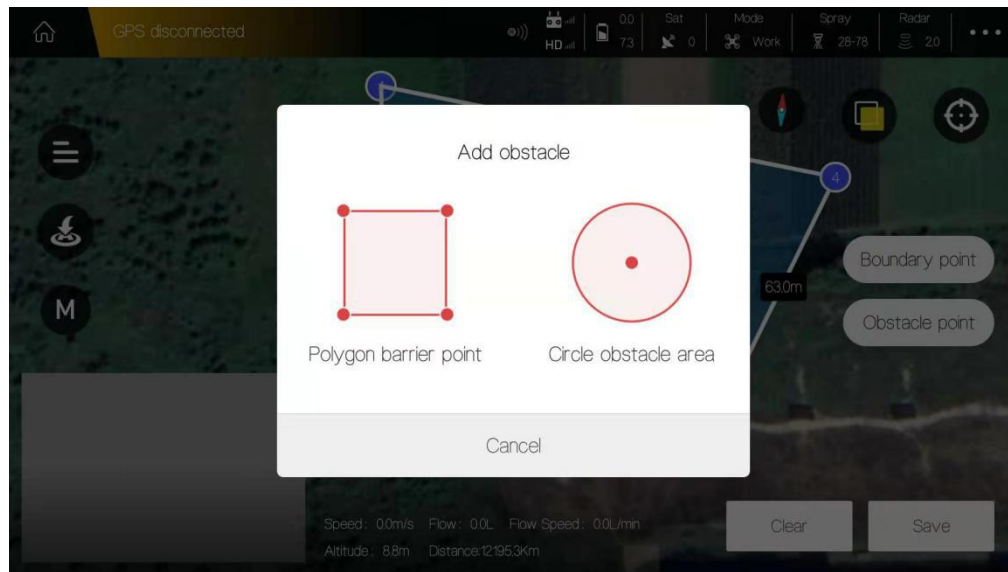 GPS disconnected
HD
0.0
7.3
Sat
0
Mode
Work
Spray
28-78
Radar
2.0
4
Add obstacle
Polygon barrier point
Circle obstacle area
Cancel
M
63.0m
Boundary point
Obstacle point
Speed: 0.0m/s Flow: 0.0L Flow Speed: 0.0L/min
Altitude: 8.8m Distance:12195.3Km
Clear
Save